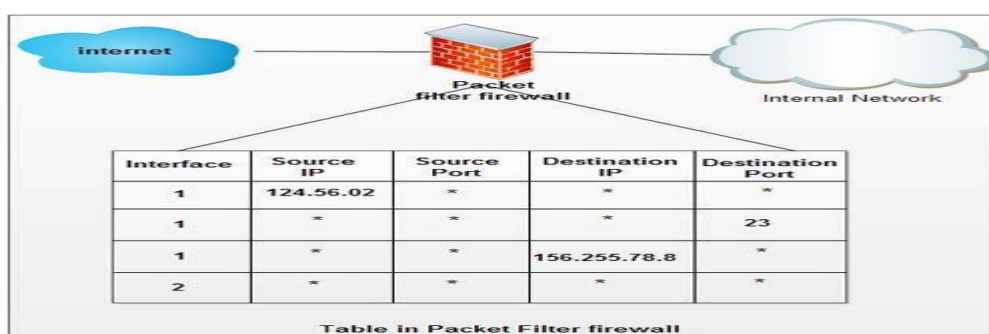 internet
Packet
filter firewall
Internal Network
Interface Source IP Source Port Destination IP Destination Port
1 124.56.02 * * *
1 * * * 23
1 * * 156.255.78.8 *
2 * * * *
Table in Packet Filter firewall